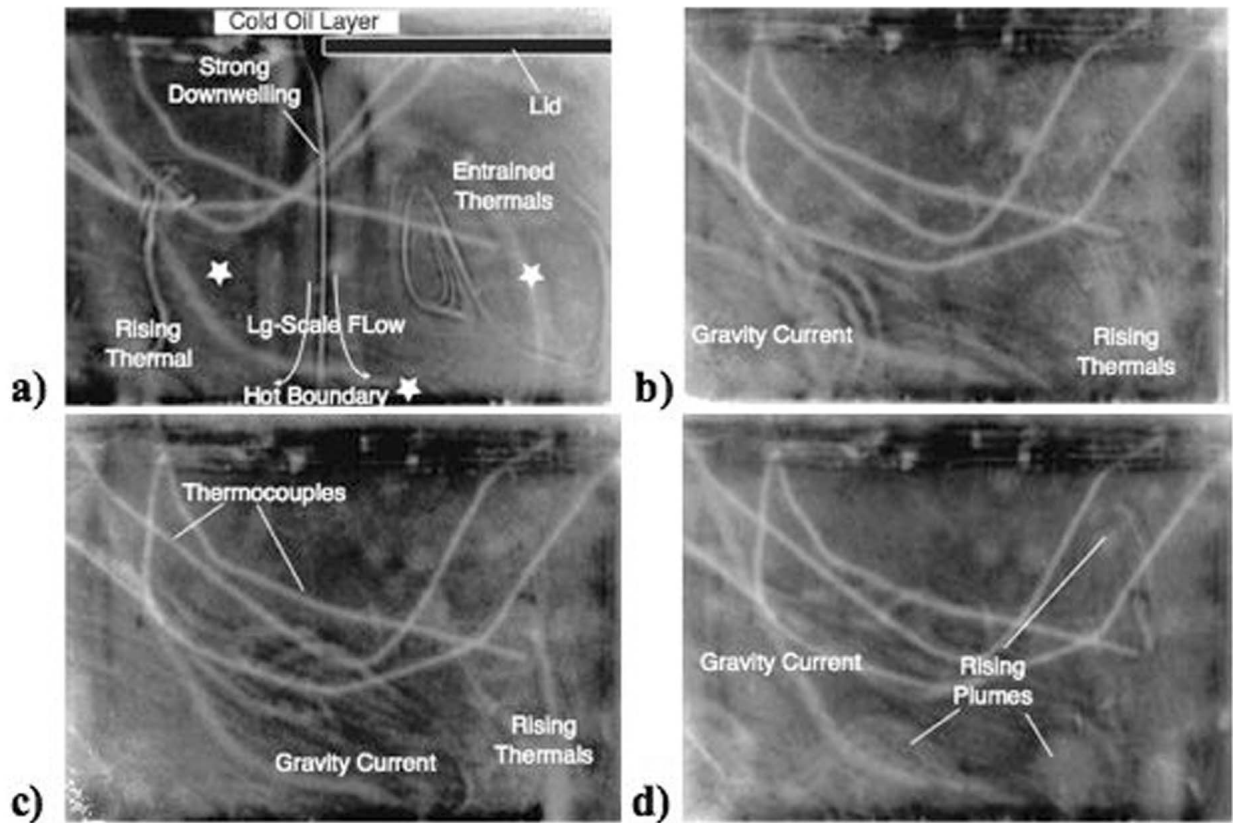 Cold Oil Layer
Strong
Downwelling
Lid
Entrained
Thermals
Rising
Thermal
Lg-Scale FLow
Hot Boundary
a)
Gravity Current
Rising
Thermals
b)
Thermocouples
Gravity Current
Rising
Thermals
c)
Gravity Current
Rising
Plumes
d)